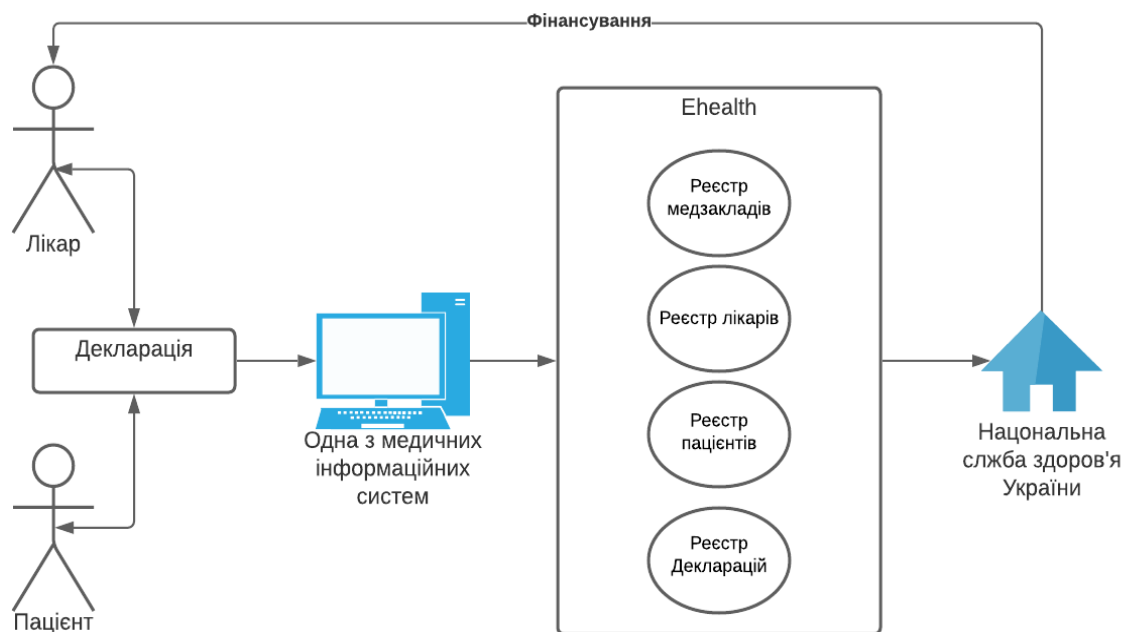 Фінансування
Лікар
Декларація
Пацієнт
Одна з медичних
інформаційних
систем
Ehealth
Реєстр
медзакладів
Реєстр лікарів
Реєстр
пацієнтів
Реєстр
Декларацій
Націнальна
слжба здоров'я
України